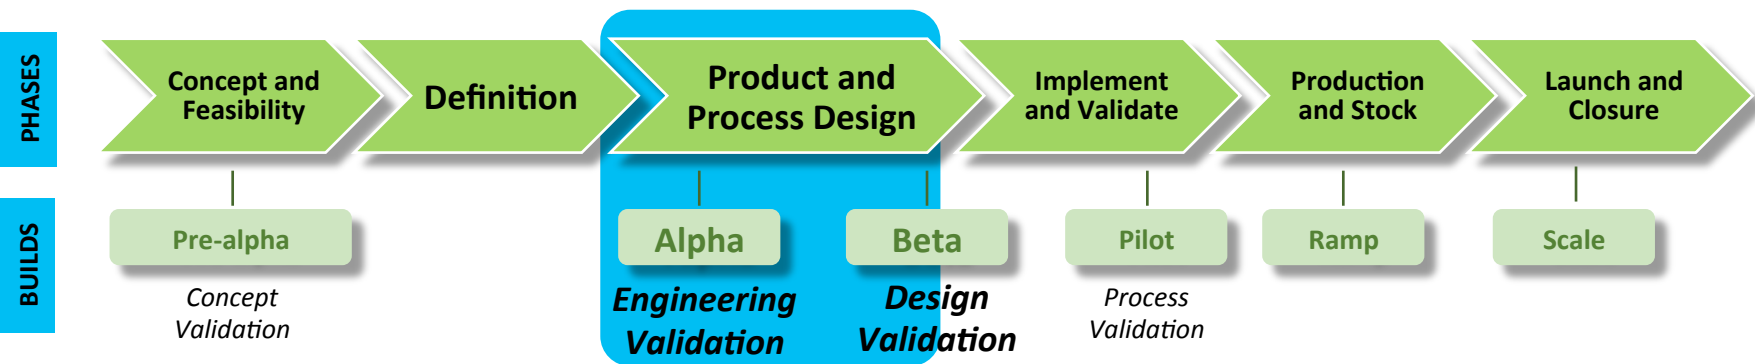 PHASES
Concept and
Feasibility
Definition
Product and
Process Design
Implement
and Validate
Production
and Stock
Launch and
Closure
BUILDS
Pre-alpha
Alpha
Beta
Pilot
Ramp
Scale
Concept
Validation
Engineering
Validation
Design
Validation
Process
Validation